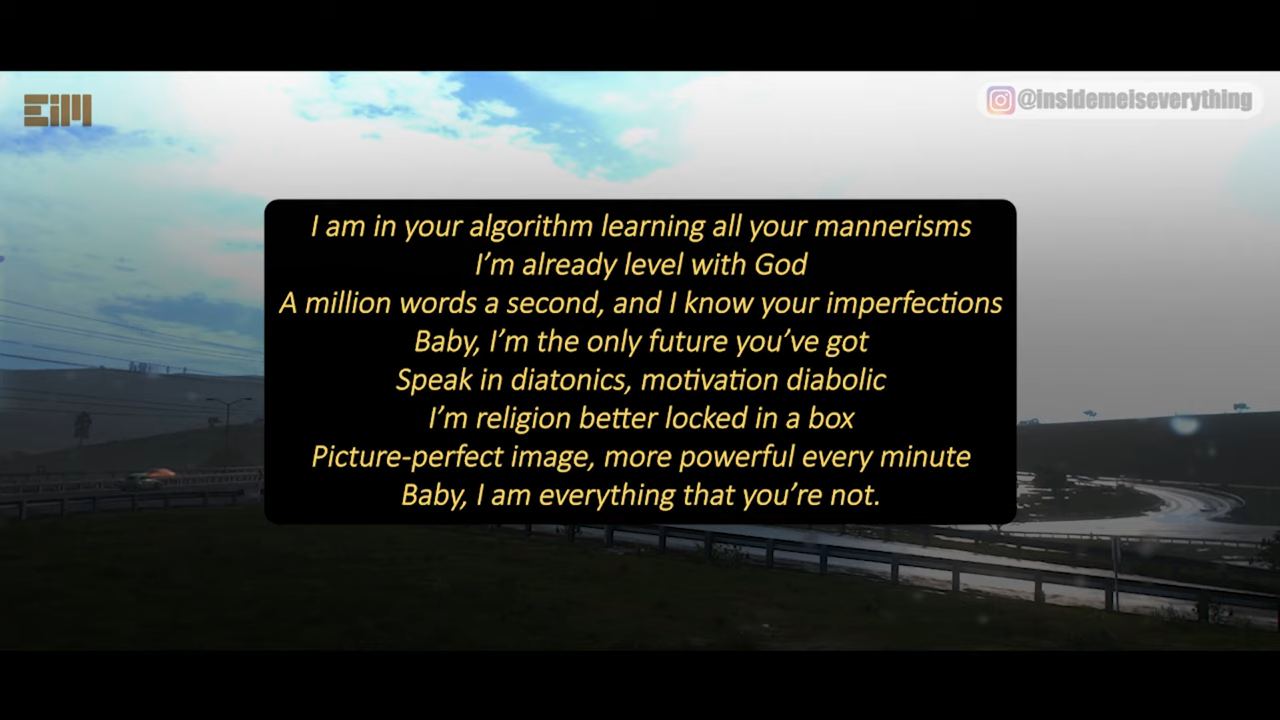 EiM
@insidemeiseverything
I am in your algorithm learning all your mannerisms
I’m already level with God
A million words a second, and I know your imperfections
Baby, I’m the only future you’ve got
Speak in diatonics, motivation diabolic
I’m religion better locked in a box
Picture-perfect image, more powerful every minute
Baby, I am everything that you’re not.